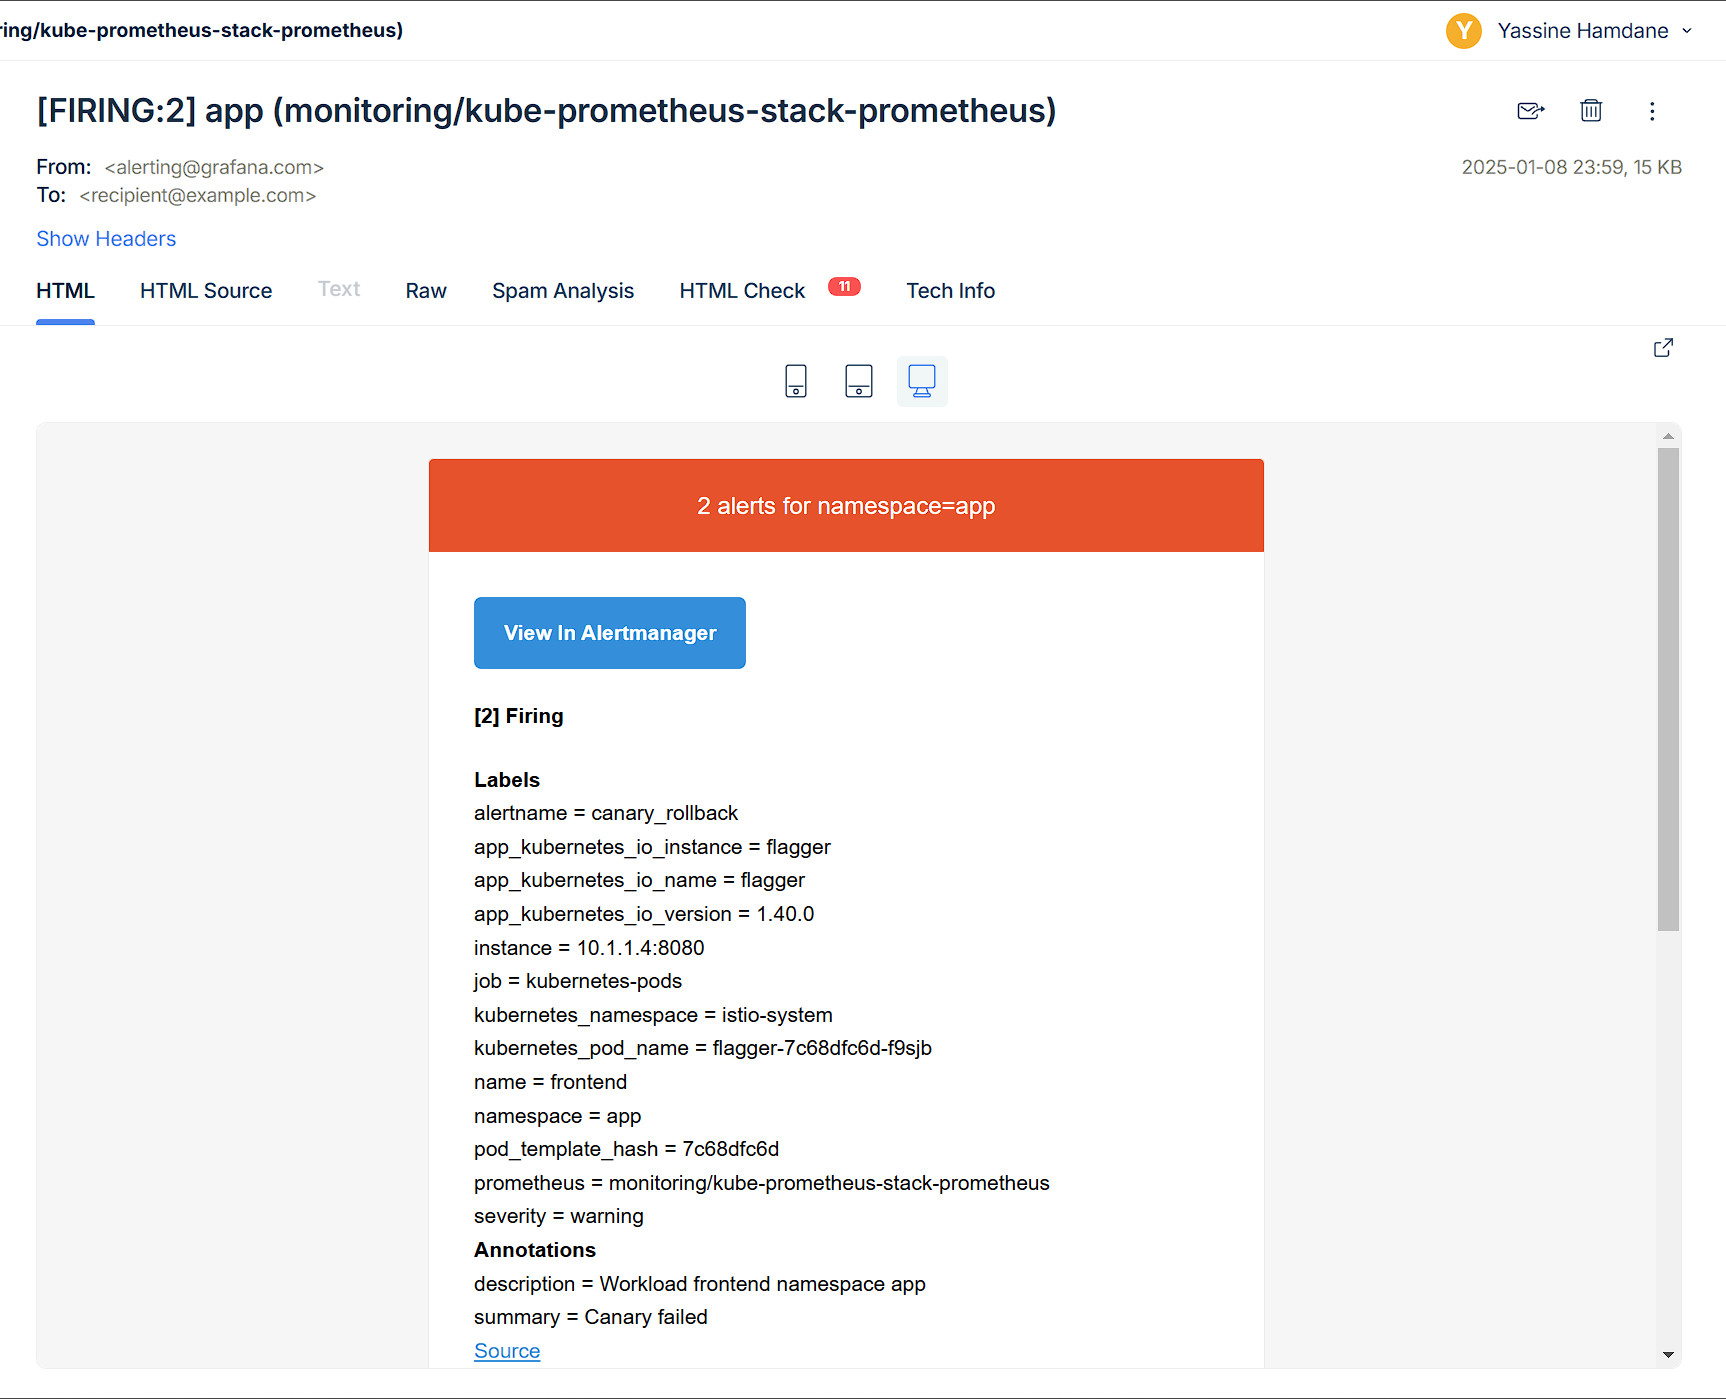 ring/kube-prometheus-stack-prometheus)
Y Yassine Hamdane
[FIRING:2] app (monitoring/kube-prometheus-stack-prometheus)
From: <alerting@grafana.com>
2025-01-08 23:59, 15 KB
To: <recipient@example.com>
Show Headers
HTML HTML Source Text Raw Spam Analysis HTML Check 11 Tech Info
2 alerts for namespace=app
View In Alertmanager
[2] Firing
Labels
alertname = canary_rollback
app_kubernetes_io_instance = flagger
app_kubernetes_io_name = flagger
app_kubernetes_io_version = 1.40.0
instance = 10.1.1.4:8080
job = kubernetes-pods
kubernetes_namespace = istio-system
kubernetes_pod_name = flagger-7c68dfc6d-f9sjb
name = frontend
namespace = app
pod_template_hash = 7c68dfc6d
prometheus = monitoring/kube-prometheus-stack-prometheus
severity = warning
Annotations
description = Workload frontend namespace app
summary = Canary failed
Source